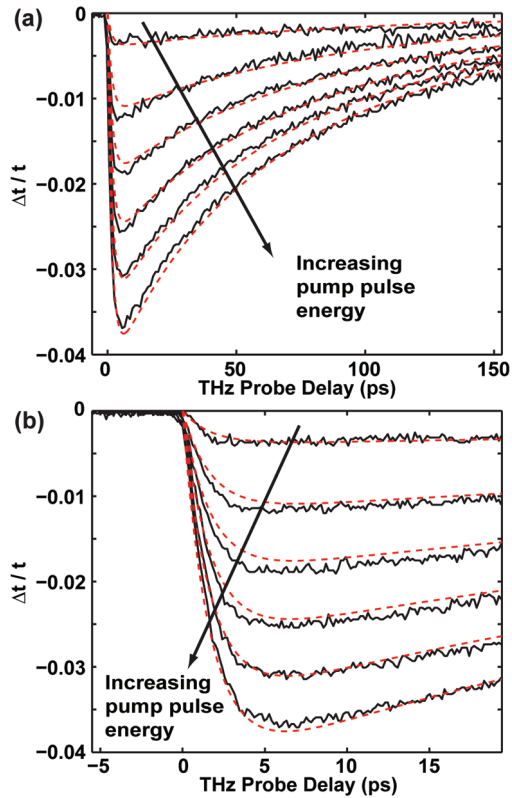 (a)
0
−0.01
−0.02
−0.03
−0.04
Δt / t
Increasing
pump pulse
energy
0
50
100
150
THz Probe Delay (ps)
(b)
0
−0.01
−0.02
−0.03
−0.04
Δt / t
Increasing
pump pulse
energy
−5
0
5
10
15
THz Probe Delay (ps)